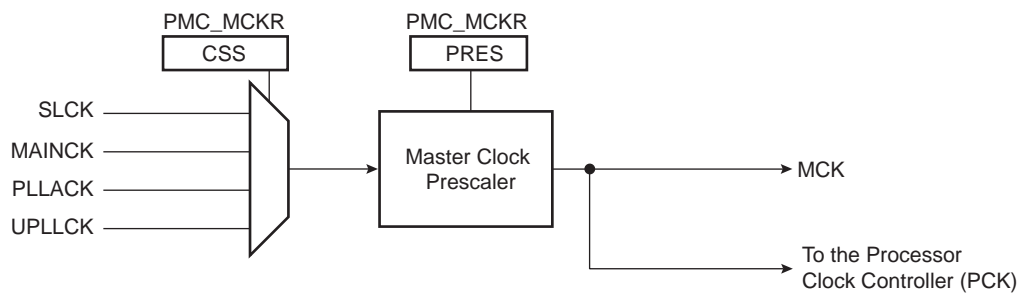 PMC_MCKR
PMC_MCKR
CSS
PRES
SLCK
MAINCK
PLLACK
UPLLCK
Master Clock
Prescaler
MCK
To the Processor
Clock Controller (PCK)